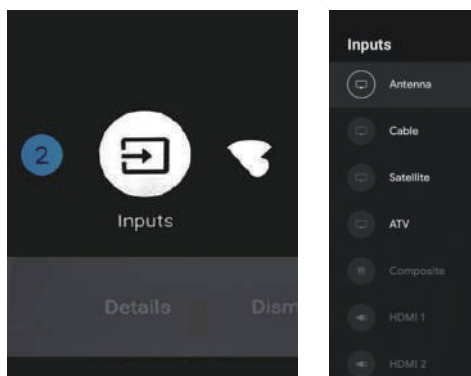 2
Inputs
Details
Dism
Inputs
Antenna
Cable
Satellite
ATV
Composite
HDMI 1
HDMI 2